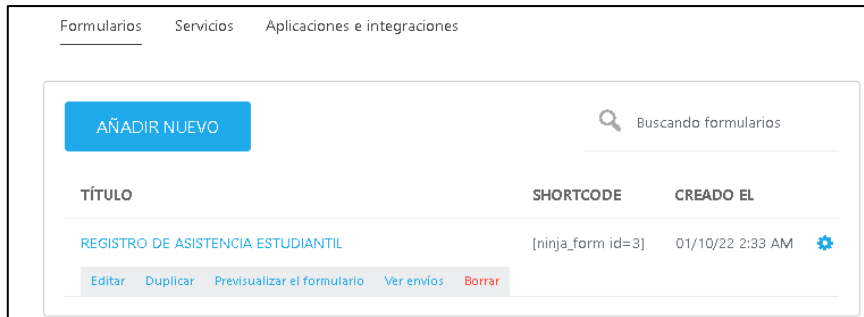 Formularios Servicios Aplicaciones e integraciones
AÑADIR NUEVO Buscando formularios
TÍTULO SHORTCODE CREADO EL
REGISTRO DE ASISTENCIA ESTUDIANTIL [ninja_form id=3] 01/10/22 2:33 AM
Editar Duplicar Previsualizar el formulario Ver envíos Borrar